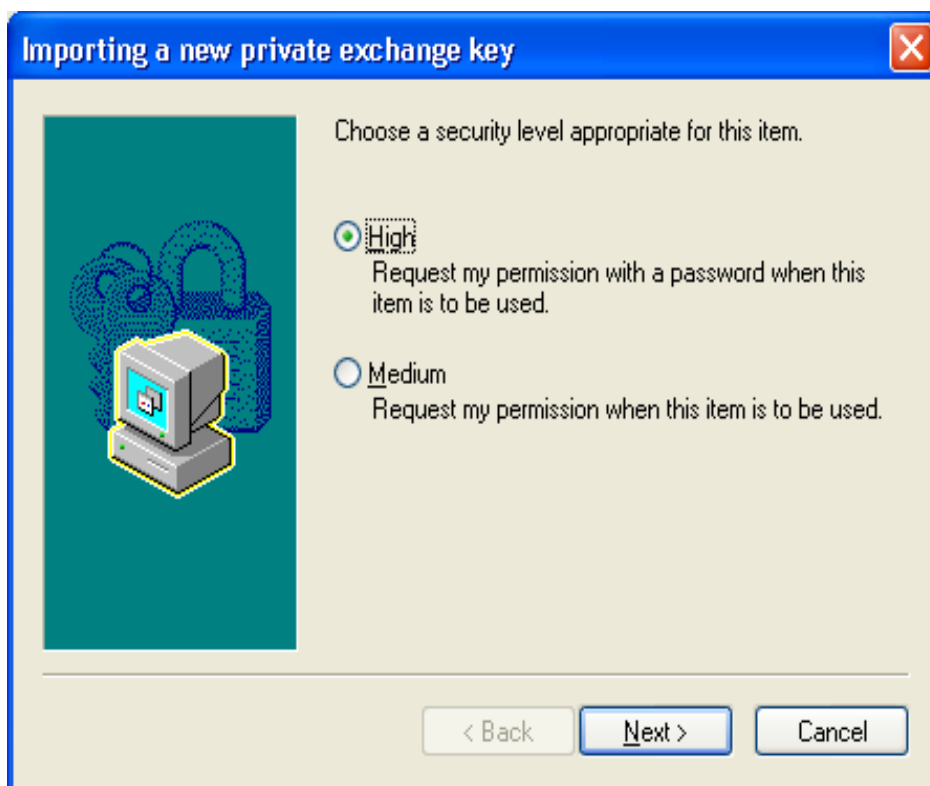 Importing a new private exchange key
Choose a security level appropriate for this item.
High
Request my permission with a password when this
item is to be used.
Medium
Request my permission when this item is to be used.
< Back
Next >
Cancel